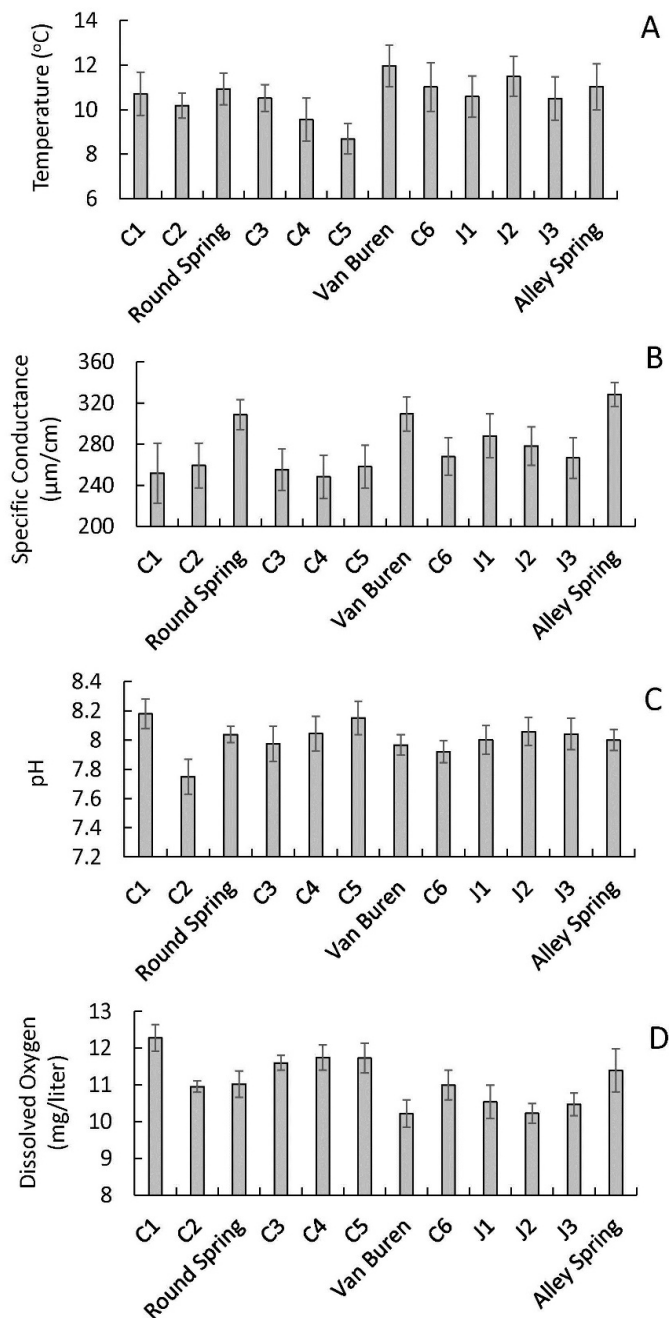 A
Temperature (°C)
14
12
10
8
6
C1 C2 Round Spring C3 C4 C5 Van Buren C6 J1 J2 J3 Alley Spring
B
Specific Conductance
(µm/cm)
360
320
280
240
200
C1 C2 Round Spring C3 C4 C5 Van Buren C6 J1 J2 J3 Alley Spring
C
pH
8.4
8.2
8
7.8
7.6
7.4
7.2
C1 C2 Round Spring C3 C4 C5 Van Buren C6 J1 J2 J3 Alley Spring
D
Dissolved Oxygen
(mg/liter)
13
12
11
10
9
8
C1 C2 Round Spring C3 C4 C5 Van Buren C6 J1 J2 J3 Alley Spring